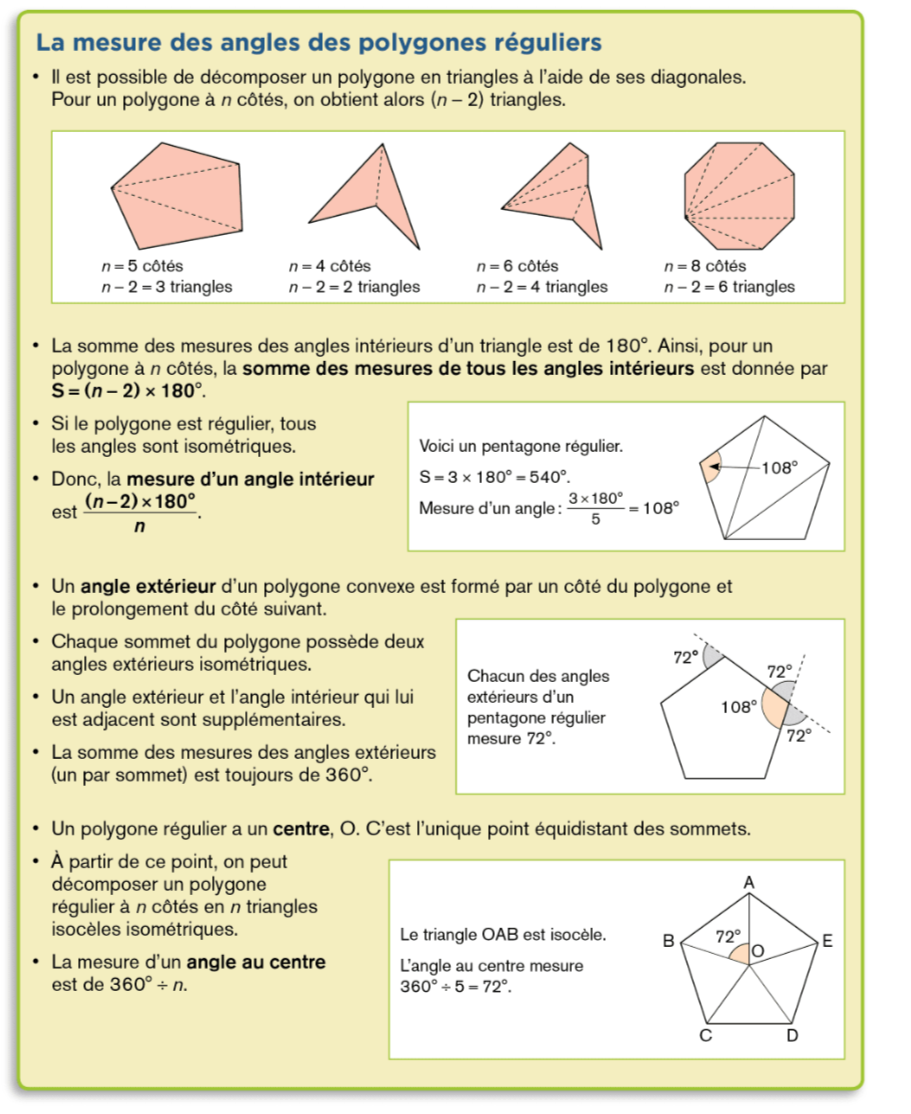 La mesure des angles des polygones réguliers
• Il est possible de décomposer un polygone en triangles à l'aide de ses diagonales.
Pour un polygone à n côtés, on obtient alors (n – 2) triangles.
n = 5 côtés
n – 2 = 3 triangles
n = 4 côtés
n – 2 = 2 triangles
n = 6 côtés
n – 2 = 4 triangles
n = 8 côtés
n – 2 = 6 triangles
• La somme des mesures des angles intérieurs d'un triangle est de 180°. Ainsi, pour un
polygone à n côtés, la somme des mesures de tous les angles intérieurs est donnée par
S = (n – 2) × 180°.
• Si le polygone est régulier, tous
les angles sont isométriques.
• Donc, la mesure d'un angle intérieur
est (n – 2) × 180° / n.
Voici un pentagone régulier.
S = 3 × 180° = 540°.
Mesure d'un angle : 3 × 180° / 5 = 108°
108°
• Un angle extérieur d'un polygone convexe est formé par un côté du polygone et
le prolongement du côté suivant.
• Chaque sommet du polygone possède deux
angles extérieurs isométriques.
• Un angle extérieur et l'angle intérieur qui lui
est adjacent sont supplémentaires.
• La somme des mesures des angles extérieurs
(un par sommet) est toujours de 360°.
Chacun des angles
extérieurs d'un
pentagone régulier
mesure 72°.
72°
72°
108°
72°
• Un polygone régulier a un centre, O. C'est l'unique point équidistant des sommets.
• À partir de ce point, on peut
décomposer un polygone
régulier à n côtés en n triangles
isocèles isométriques.
• La mesure d'un angle au centre
est de 360° ÷ n.
Le triangle OAB est isocèle.
L'angle au centre mesure
360° ÷ 5 = 72°.
A
B
72°
O
E
C
D